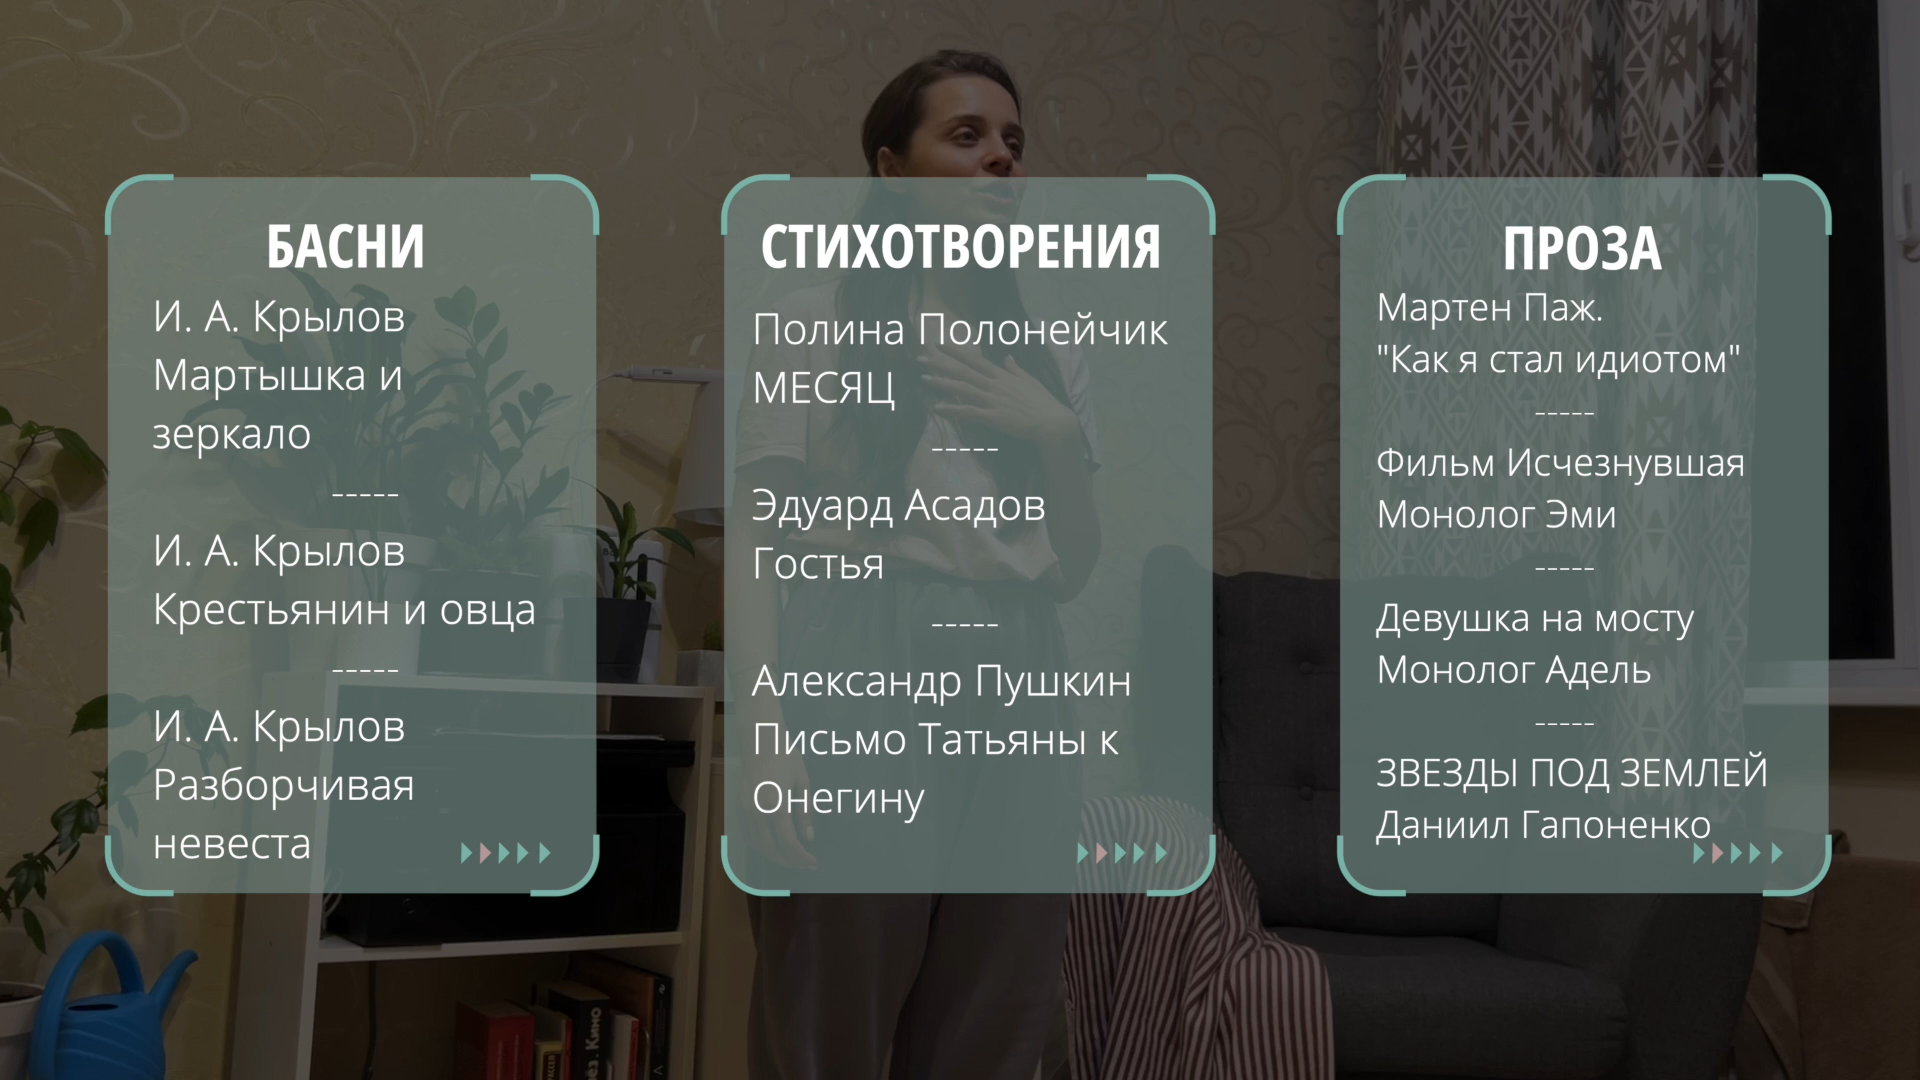 БАСНИ
И. А. Крылов
Мартышка и
зеркало
-----
И. А. Крылов
Крестьянин и овца
-----
И. А. Крылов
Разборчивая
невеста
СТИХОТВОРЕНИЯ
Полина Полонейчик
МЕСЯЦ
-----
Эдуард Асадов
Гостья
-----
Александр Пушкин
Письмо Татьяны к
Онегину
ПРОЗА
Мартен Паж.
"Как я стал идиотом"
-----
Фильм Исчезнувшая
Монолог Эми
-----
Девушка на мосту
Монолог Адель
-----
ЗВЕЗДЫ ПОД ЗЕМЛЕЙ
Даниил Гапоненко
Кино